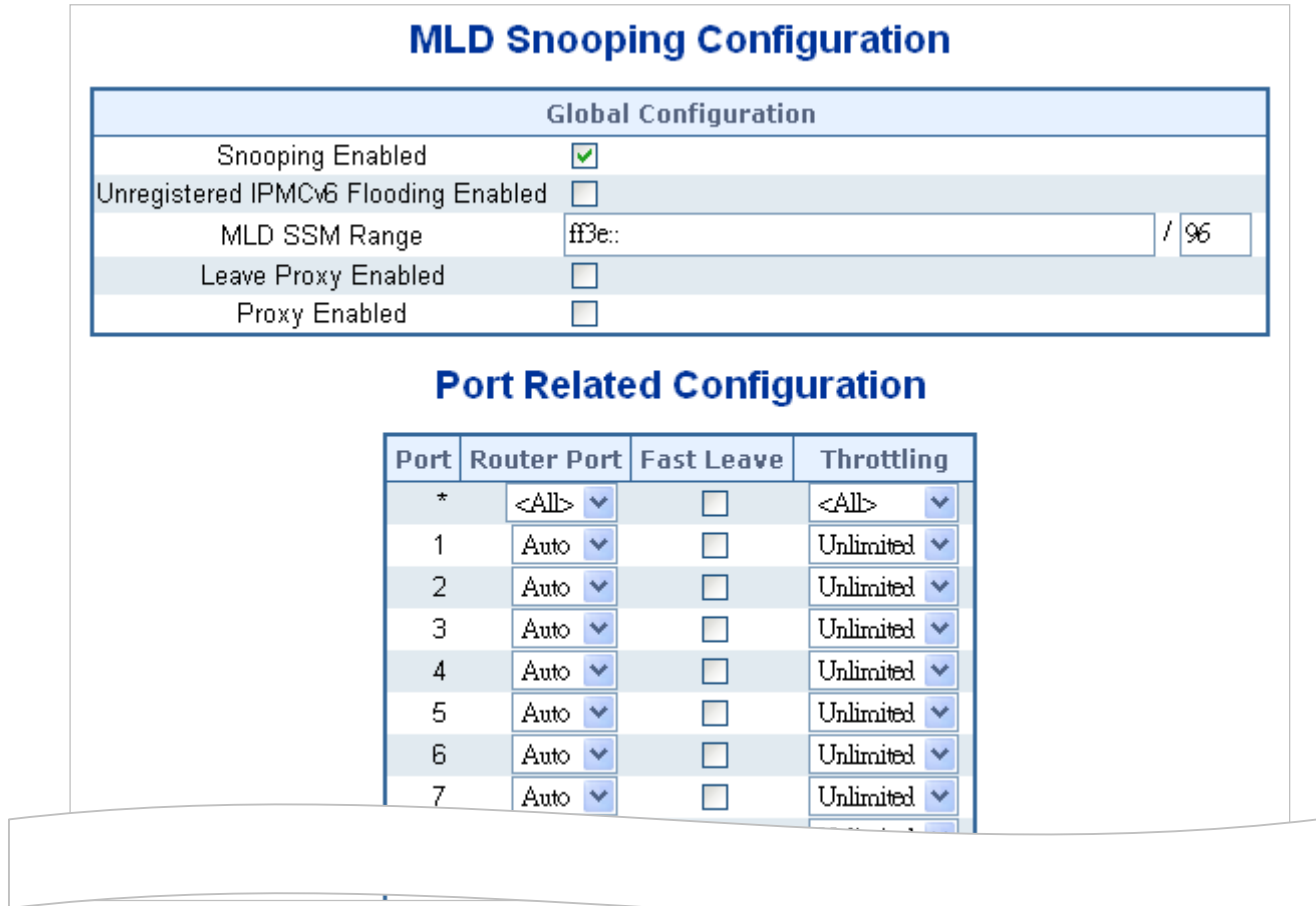 MLD Snooping Configuration
Global Configuration
Snooping Enabled
Unregistered IPMCv6 Flooding Enabled
MLD SSM Range ff3e:: / 96
Leave Proxy Enabled
Proxy Enabled
Port Related Configuration
Port Router Port Fast Leave Throttling
* <All> <All>
1 Auto Unlimited
2 Auto Unlimited
3 Auto Unlimited
4 Auto Unlimited
5 Auto Unlimited
6 Auto Unlimited
7 Auto Unlimited